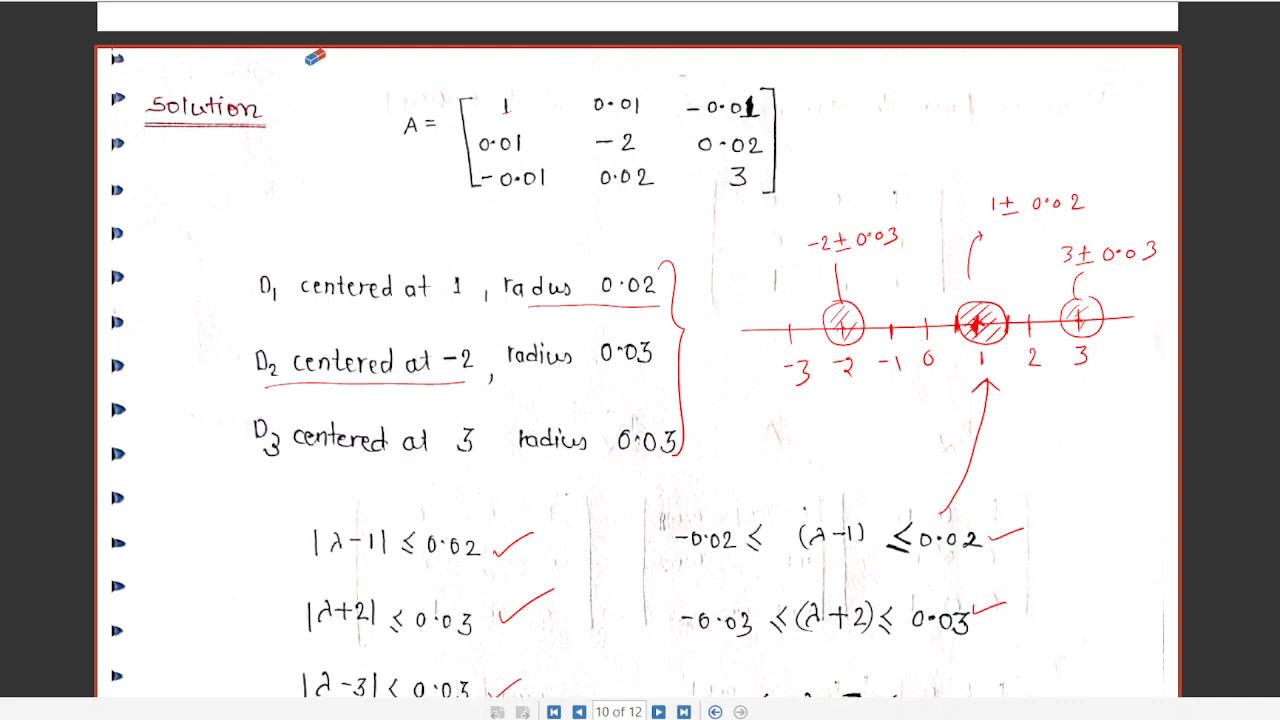 Solution
A = [ 1 0.01 -0.01
0.01 -2 0.02
-0.01 0.02 3 ]
1 ± 0.02
-2 ± 0.03
3 ± 0.03
D1 centered at 1, radus 0.02
-3 -2 -1 0 1 2 3
D2 centered at -2, radius 0.03
D3 centered at 3 radius 0.03
|λ-1| ≤ 0.02 -0.02 ≤ (λ-1) ≤ 0.02
|λ+2| ≤ 0.03 -0.03 ≤ (λ+2) ≤ 0.03
|λ-3| ≤ 0.03
10 of 12